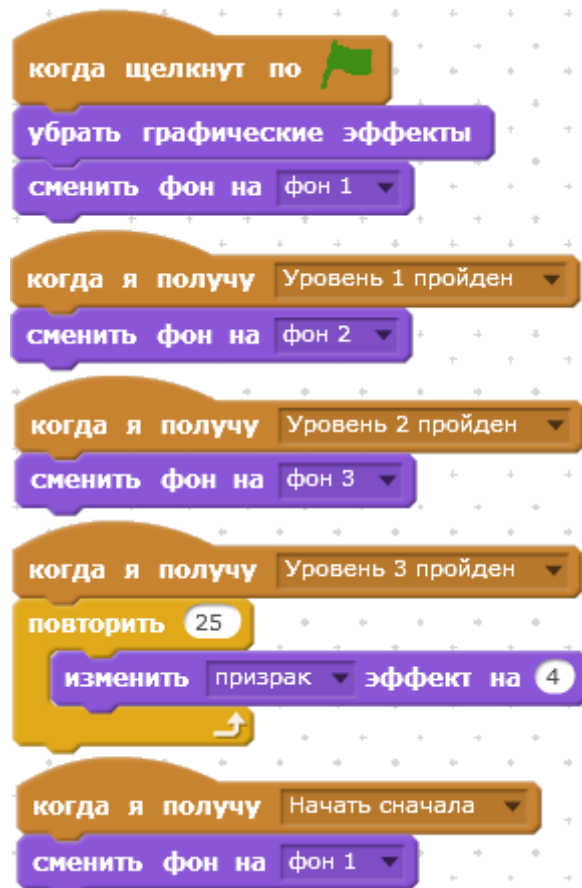 когда щелкнут по
убрать графические эффекты
сменить фон на фон 1
когда я получу Уровень 1 пройден
сменить фон на фон 2
когда я получу Уровень 2 пройден
сменить фон на фон 3
когда я получу Уровень 3 пройден
повторить 25
изменить призрак эффект на 4
когда я получу Начать сначала
сменить фон на фон 1